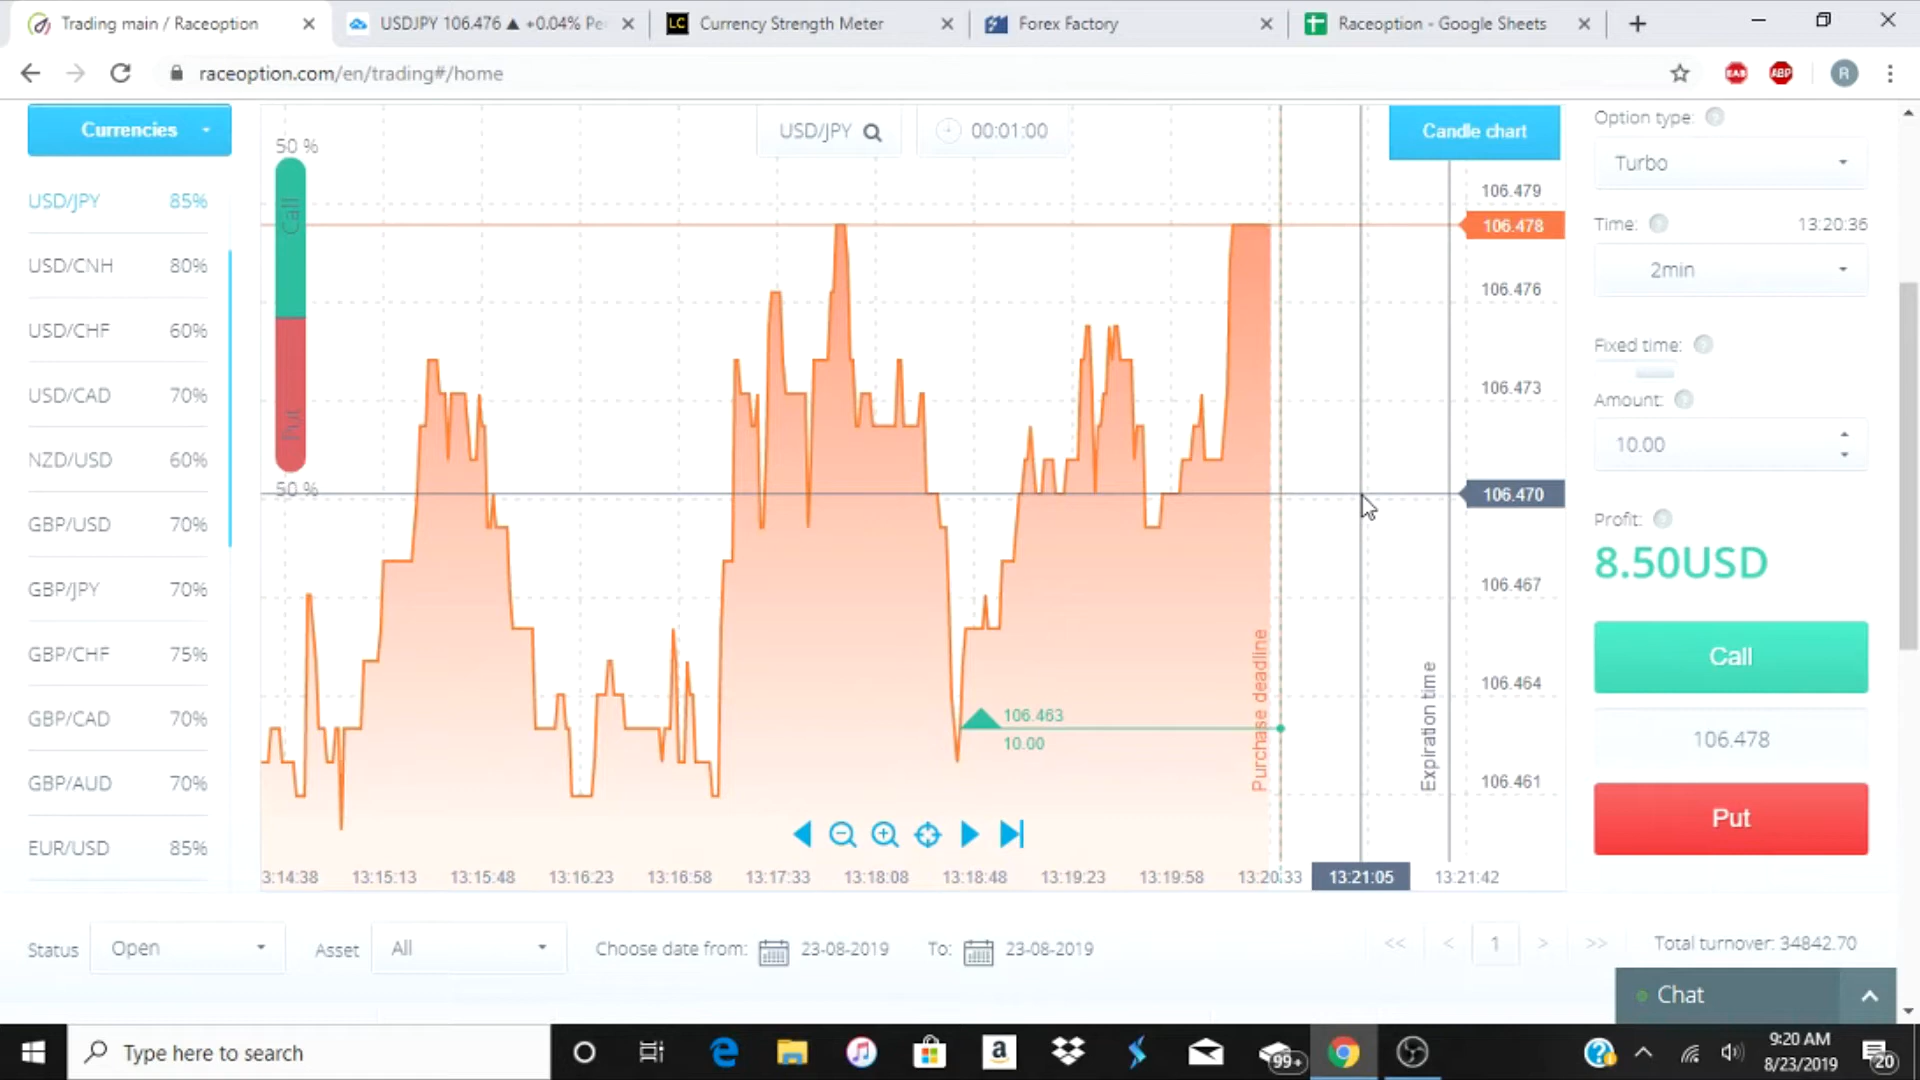 Trading main / Raceoption
USDJPY 106.476 ▲ +0.04% Pe
LC Currency Strength Meter
Forex Factory
Raceoption - Google Sheets
raceoption.com/en/trading#/home
EAB
ABP
R
Currencies
USD/JPY 85%
USD/CNH 80%
USD/CHF 60%
USD/CAD 70%
NZD/USD 60%
GBP/USD 70%
GBP/JPY 70%
GBP/CHF 75%
GBP/CAD 70%
GBP/AUD 70%
EUR/USD 85%
50 %
Call
Put
50 %
USD/JPY
00:01:00
Candle chart
106.479
106.478
106.476
106.473
106.470
106.467
106.464
106.461
106.463
10.00
Purchase deadline
Expiration time
3:14:38 13:15:13 13:15:48 13:16:23 13:16:58 13:17:33 13:18:08 13:18:48 13:19:23 13:19:58 13:20:33 13:21:05 13:21:42
Option type:
Turbo
Time: 13:20:36
2min
Fixed time:
Amount:
10.00
Profit:
8.50USD
Call
106.478
Put
Status Open Asset All Choose date from: 23-08-2019 To: 23-08-2019
<< < 1 > >>
Total turnover: 34842.70
Chat
Type here to search
99+
9:20 AM
8/23/2019
20